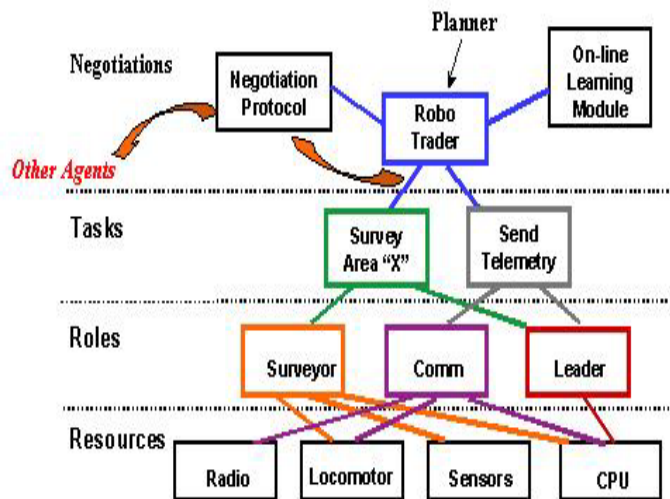 Planner
Negotiations
Negotiation
Protocol
Robo
Trader
On-line
Learning
Module
Other Agents
Tasks
Survey
Area "X"
Send
Telemetry
Roles
Surveyor
Comm
Leader
Resources
Radio
Locomotor
Sensors
CPU